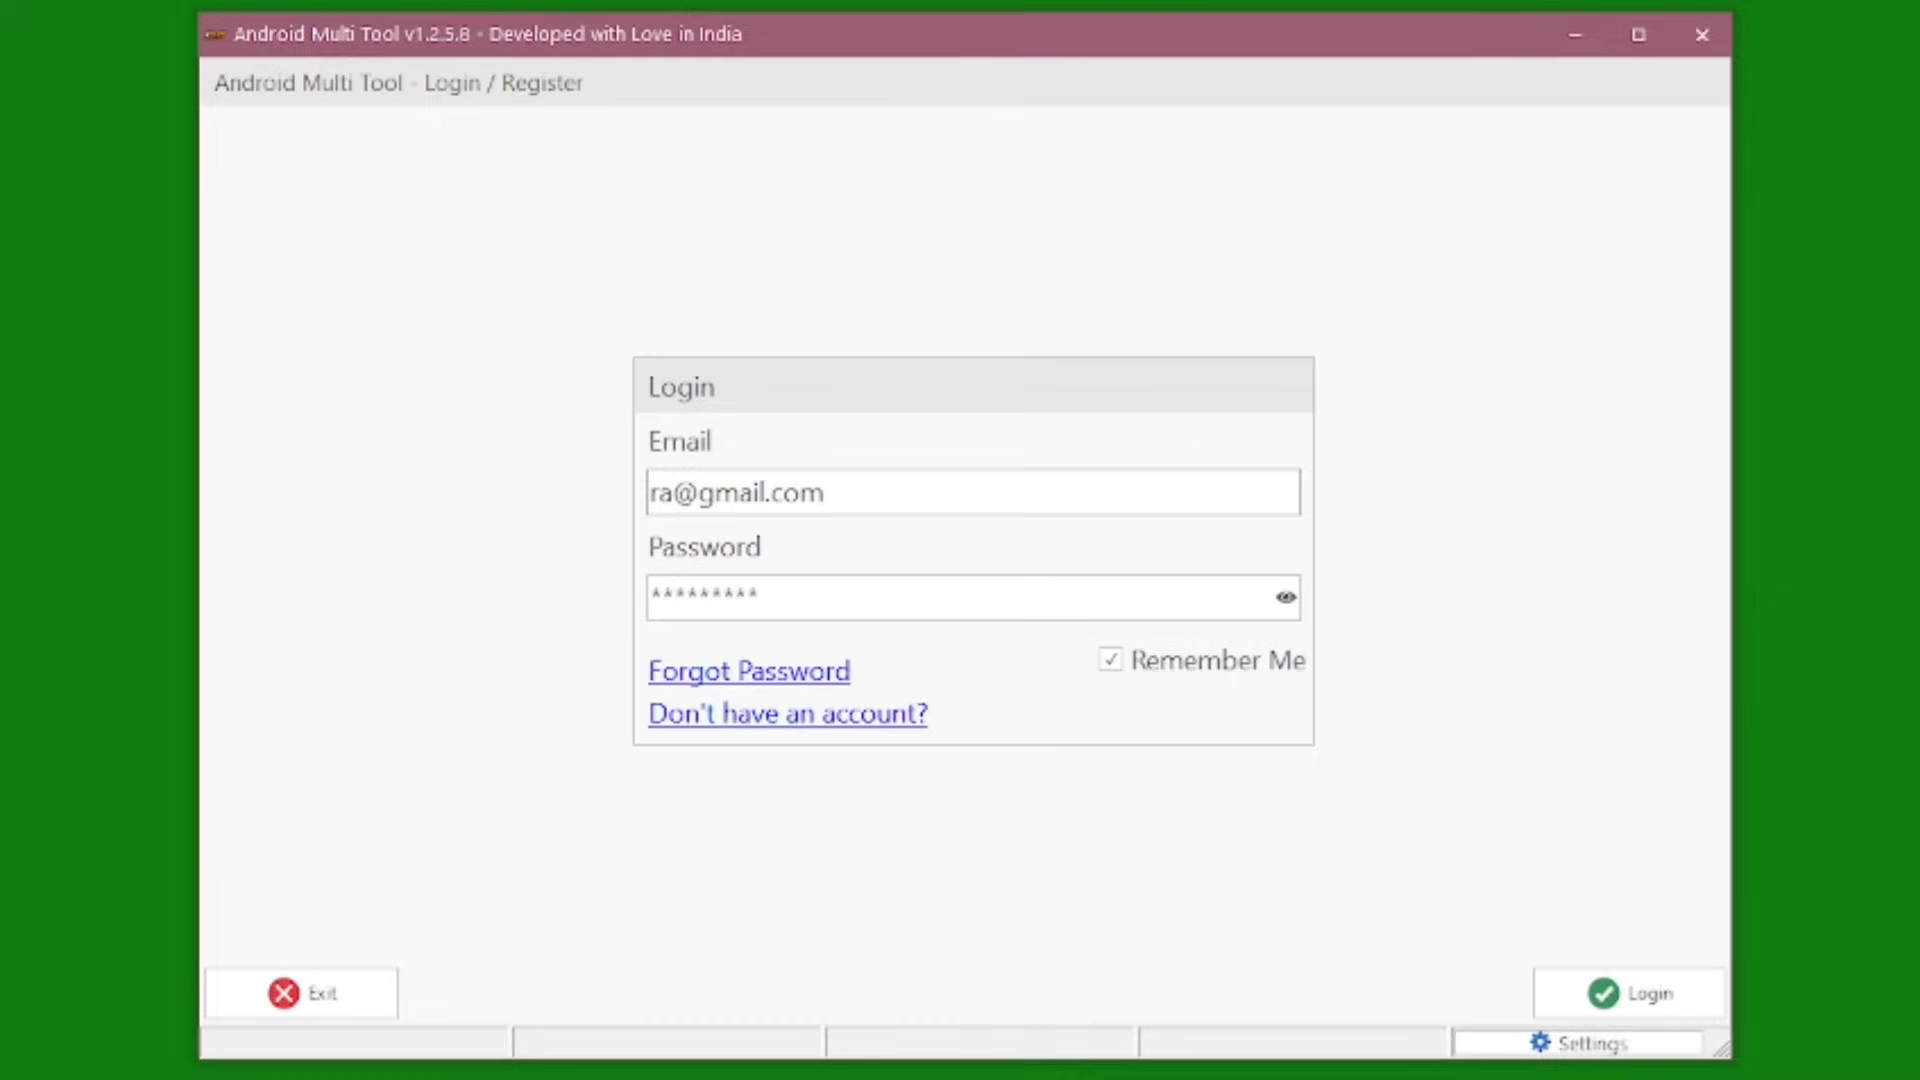 Android Multi Tool v1.2.5.8 - Developed with Love in India
Android Multi Tool - Login / Register
Login
Email
ra@gmail.com
Password
*********
Forgot Password
Remember Me
Don't have an account?
Exit
Login
Settings